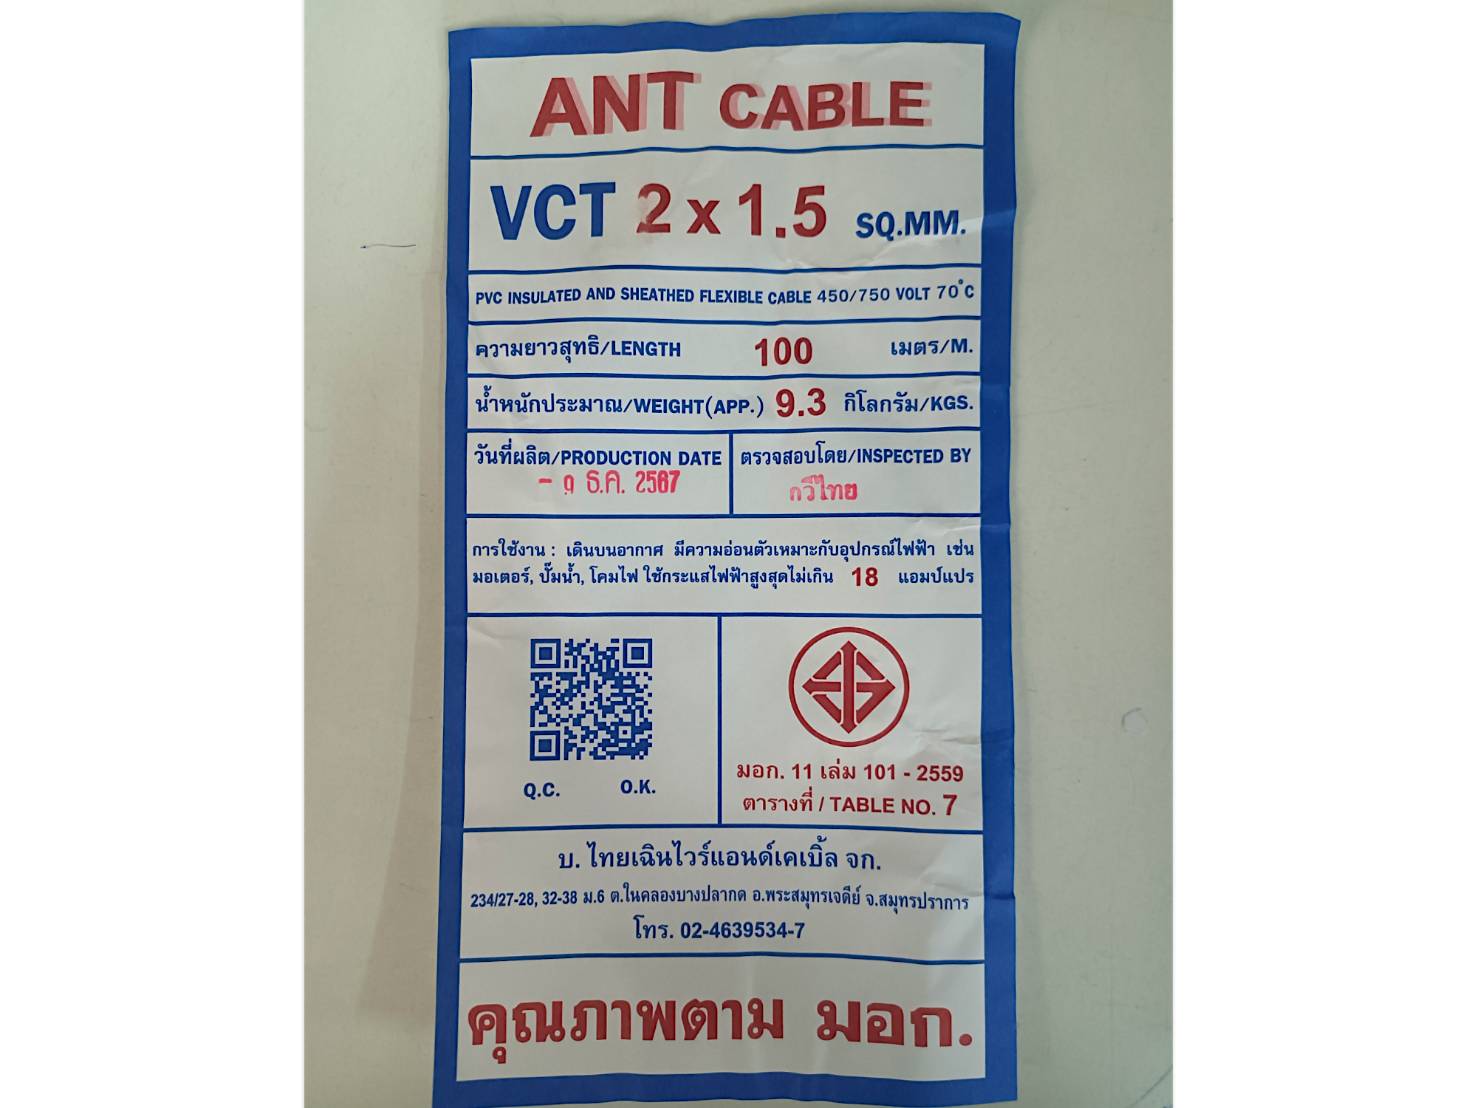 ANT CABLE
VCT 2 x 1.5 SQ.MM.
PVC INSULATED AND SHEATHED FLEXIBLE CABLE 450/750 VOLT 70°C
ความยาวสุทธิ/LENGTH 100 เมตร/M.
น้ำหนักประมาณ/WEIGHT(APP.) 9.3 กิโลกรัม/KGS.
วันที่ผลิต/PRODUCTION DATE
- 9 ธ.ค. 2567
ตรวจสอบโดย/INSPECTED BY
กวีไทย
การใช้งาน : เดินบนอากาศ มีความอ่อนตัวเหมาะกับอุปกรณ์ไฟฟ้า เช่น
มอเตอร์, ปั๊มน้ำ, โคมไฟ ใช้กระแสไฟฟ้าสูงสุดไม่เกิน 18 แอมป์แปร
Q.C. O.K.
มอก. 11 เล่ม 101 - 2559
ตารางที่ / TABLE NO. 7
บ. ไทยเฉินไวร์แอนด์เคเบิ้ล จก.
234/27-28, 32-38 ม.6 ต.ในคลองบางปลากด อ.พระสมุทรเจดีย์ จ.สมุทรปราการ
โทร. 02-4639534-7
คุณภาพตาม มอก.